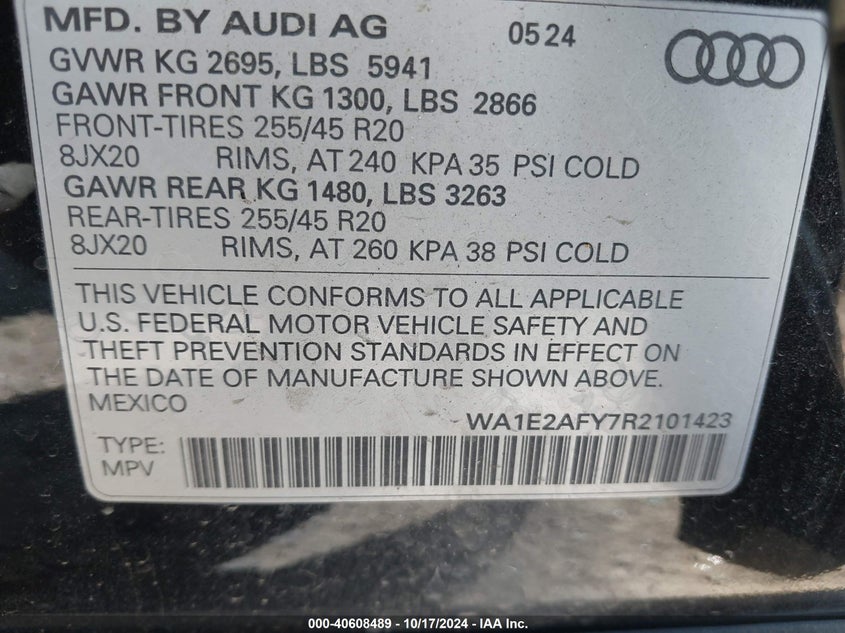 MFD. BY AUDI AG 05 24
GVWR KG 2695, LBS 5941
GAWR FRONT KG 1300, LBS 2866
FRONT-TIRES 255/45 R20
8JX20 RIMS, AT 240 KPA 35 PSI COLD
GAWR REAR KG 1480, LBS 3263
REAR-TIRES 255/45 R20
8JX20 RIMS, AT 260 KPA 38 PSI COLD
THIS VEHICLE CONFORMS TO ALL APPLICABLE
U.S. FEDERAL MOTOR VEHICLE SAFETY AND
THEFT PREVENTION STANDARDS IN EFFECT ON
THE DATE OF MANUFACTURE SHOWN ABOVE.
MEXICO
WA1E2AFY7R2101423
TYPE:
MPV
000-40608489 - 10/17/2024 - IAA Inc.